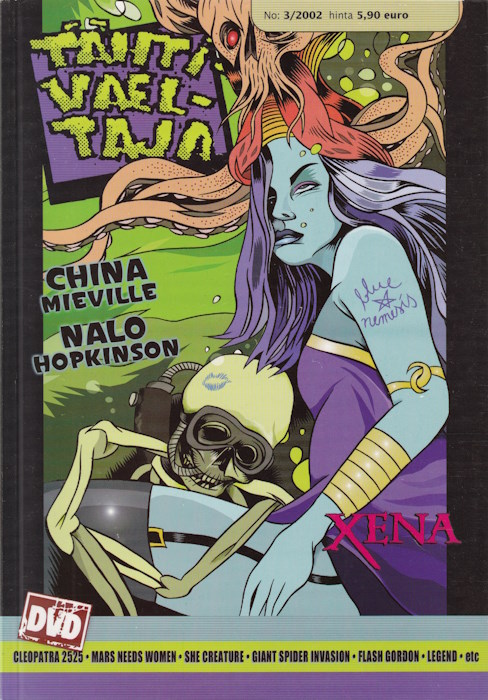 No: 3/2002 hinta 5,90 euro
TÄHTI
VAEL-
TAJA
CHINA
MIEVILLE
NALO
HOPKINSON
blue
nemesis
XENA
DVD
CLEOPATRA 2525 • MARS NEEDS WOMEN • SHE CREATURE • GIANT SPIDER INVASION • FLASH GORDON • LEGEND • etc